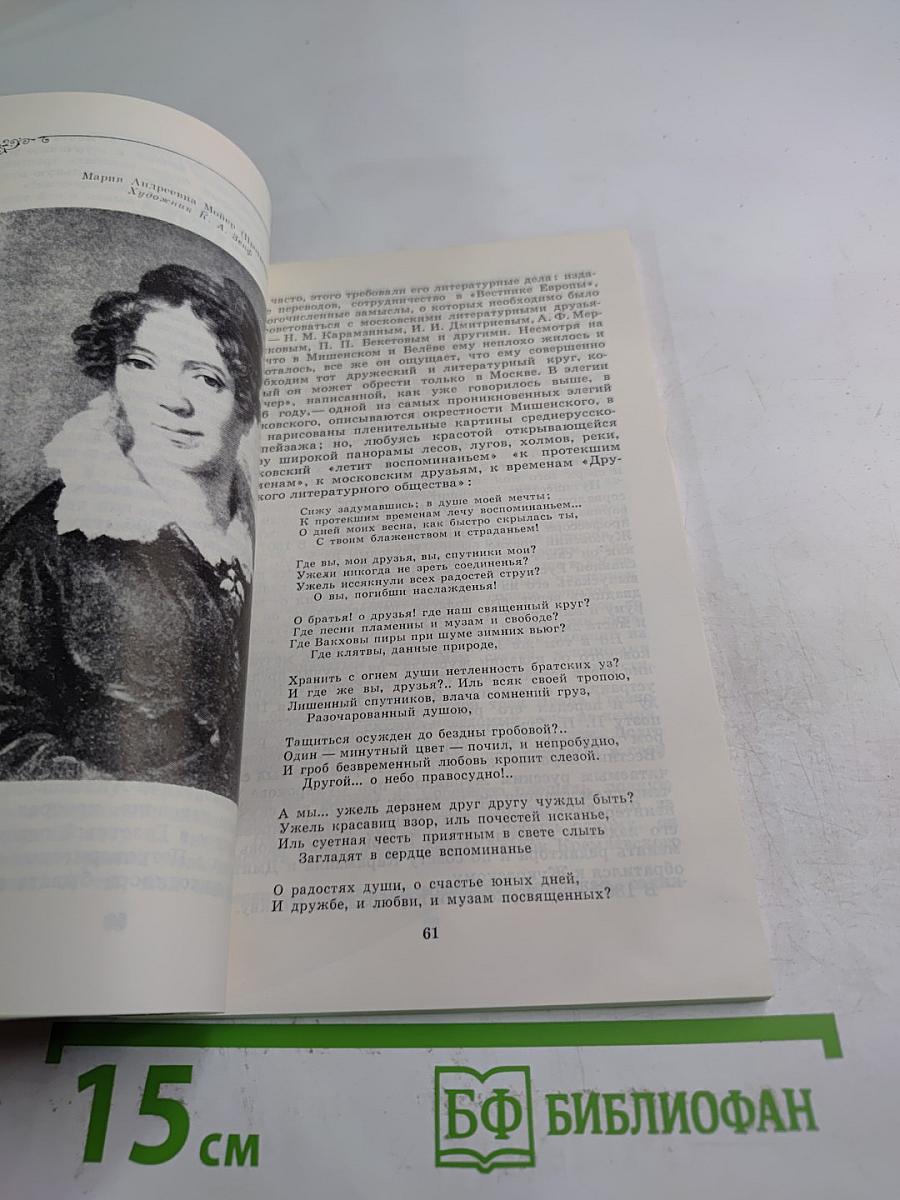 Мария Андреевна Мойер
Художник К. А. Зенф
часто, этого требовали его литературные дела: изда-
е переводов, сотрудничество в «Вестнике Европы»,
огочисленные замыслы, о которых необходимо было
роветоваться с московскими литературными друзья-
— Н. М. Карамзиным, И. И. Дмитриевым, А. Ф. Мер-
ковым, П. П. Бекетовым и другими. Несмотря на
что в Мишенском и Белёве ему неплохо жилось и
оталось, все же он ощущает, что ему совершенно
обходим тот дружеский и литературный круг, ко-
ый он может обрести только в Москве. В элегии
чер», написанной, как уже говорилось выше, в
6 году,— одной из самых проникновенных элегий
ковского, описываются окрестности Мишенского, в
нарисованы пленительные картины среднерусско-
пейзажа; но, любуясь красотой открывающейся
ру широкой панорамы лесов, лугов, холмов, реки,
ковский «летит воспоминаньем» «к протекшим
менам», к московским друзьям, к временам «Дру-
кого литературного общества»:
Сижу задумавшись; в душе моей мечты;
К протекшим временам лечу воспоминаньем...
О дней моих весна, как быстро скрылась ты,
С твоим блаженством и страданьем!
Где вы, мои друзья, вы, спутники мои?
Ужели никогда не зреть соединенья?
Ужель иссякнули всех радостей струи?
О вы, погибши наслажденья!
О братья! о друзья! где наш священный круг?
Где песни пламенны и музам и свободе?
Где Вакховы пиры при шуме зимних вьюг?
Где клятвы, данные природе,
Хранить с огнем души нетленность братских уз?
И где же вы, друзья?.. Иль всяк своей тропою,
Лишенный спутников, влача сомнений груз,
Разочарованный душою,
Тащиться осужден до бездны гробовой?..
Один — минутный цвет — почил, и непробудно,
И гроб безвременный любовь кропит слезой.
Другой... о небо правосудно!..
А мы... ужель дерзнем друг другу чужды быть?
Ужель красавиц взор, иль почестей исканье,
Иль суетная честь приятным в свете слыть
Загладят в сердце вспоминанье
О радостях души, о счастье юных дней,
И дружбе, и любви, и музам посвященных?
61
15 см
БФ БИБЛИОФАН